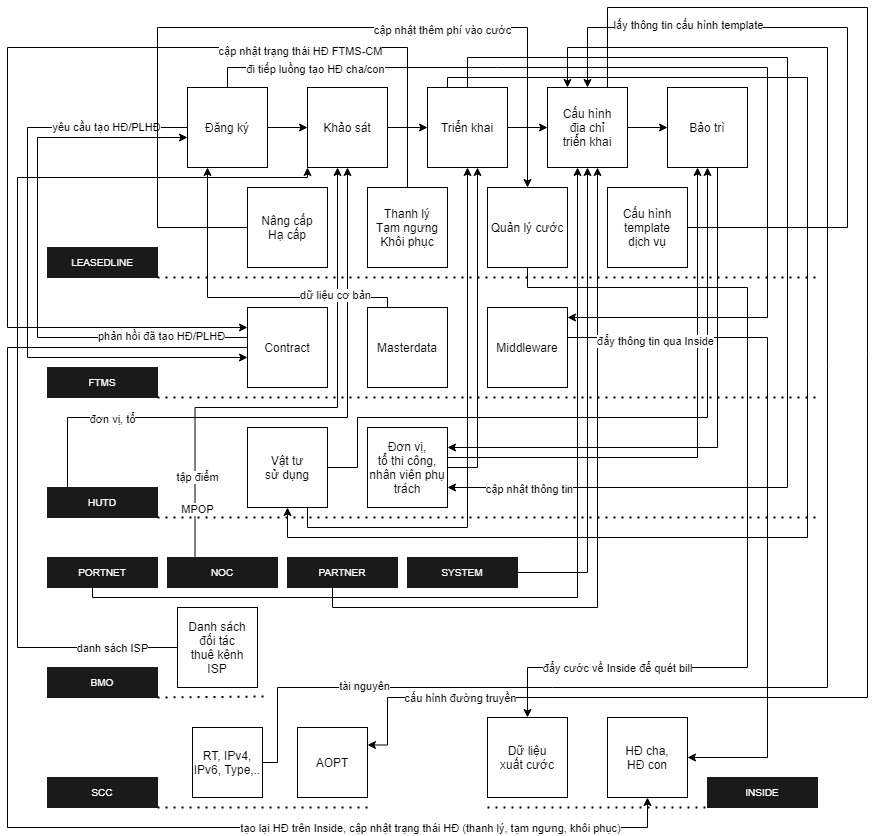 lấy thông tin cấu hình template
cập nhật thêm phí vào cước
cập nhật trạng thái HĐ FTMS-CM
đi tiếp luồng tạo HĐ cha/con
yêu cầu tạo HĐ/PLHĐ
Đăng ký
Khảo sát
Triển khai
Cấu hình
địa chỉ
triển khai
Bảo trì
Nâng cấp
Hạ cấp
Thanh lý
Tạm ngưng
Khôi phục
Quản lý cước
Cấu hình
template
dịch vụ
LEASEDLINE
dữ liệu cơ bản
phản hồi đã tạo HĐ/PLHĐ
Contract
Masterdata
Middleware
đẩy thông tin qua Inside
FTMS
đơn vị, tổ
Vật tư
sử dụng
Đơn vị,
tổ thi công,
nhân viên phụ
trách
tập điểm
cập nhật thông tin
HUTD
MPOP
PORTNET
NOC
PARTNER
SYSTEM
Danh sách
đối tác
thuê kênh
ISP
danh sách ISP
BMO
đẩy cước về Inside để quét bill
tài nguyên
cấu hình đường truyền
RT, IPv4,
IPv6, Type,..
AOPT
Dữ liệu
xuất cước
HĐ cha,
HĐ con
SCC
INSIDE
tạo lại HĐ trên Inside, cập nhật trạng thái HĐ (thanh lý, tạm ngưng, khôi phục)